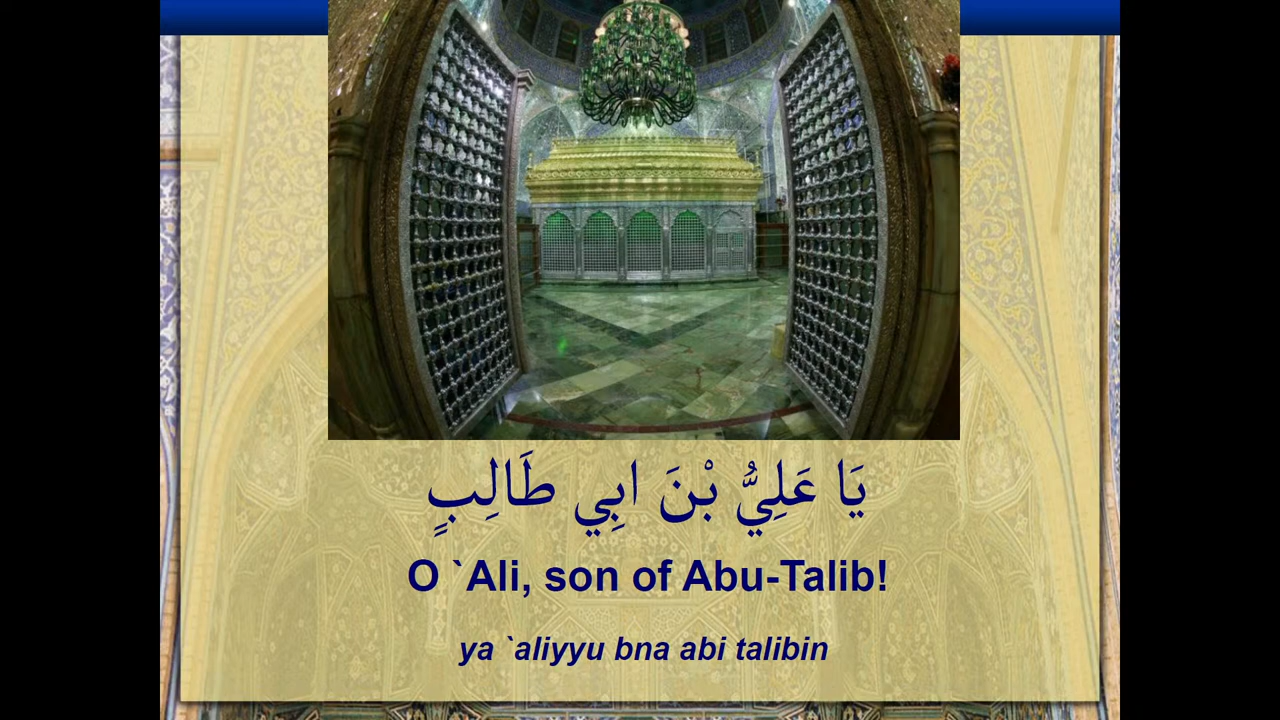 يَا عَلِيُّ بْنَ ابِي طَالِبٍ
O `Ali, son of Abu-Talib!
ya `aliyyu bna abi talibin